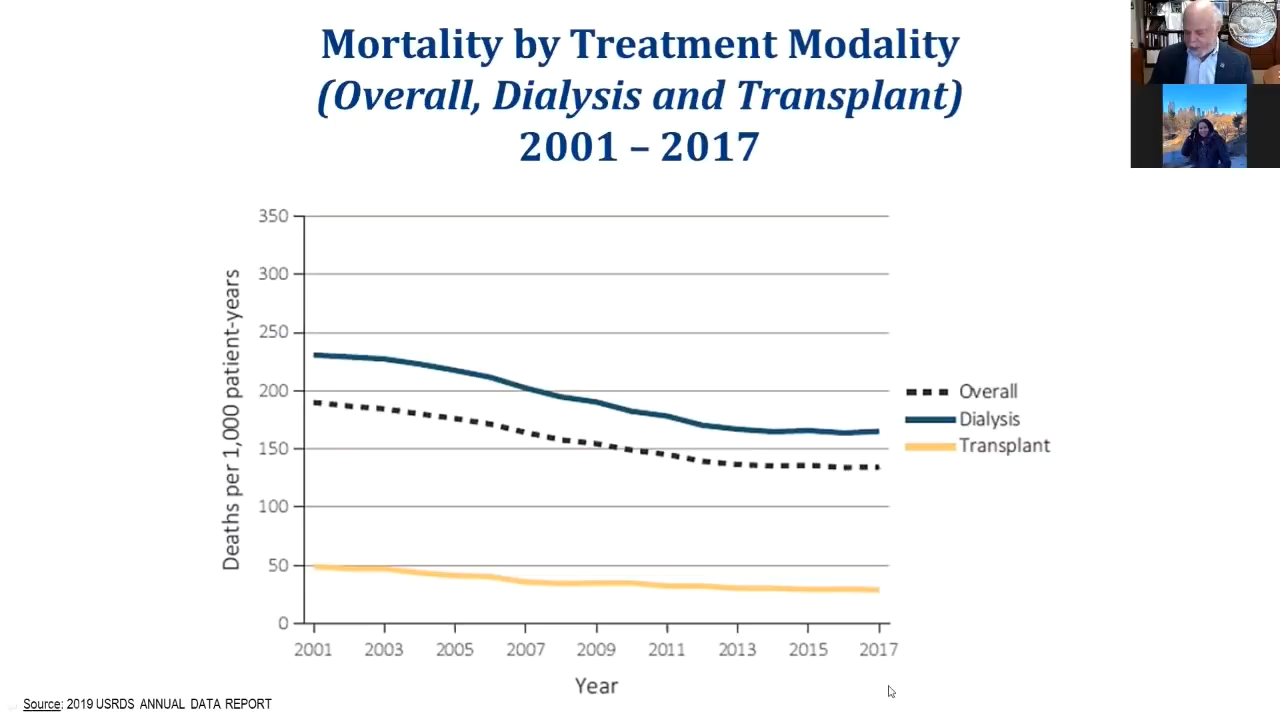 Mortality by Treatment Modality
(Overall, Dialysis and Transplant)
2001 – 2017
350
300
250
200
150
100
50
0
Deaths per 1,000 patient-years
2001 2003 2005 2007 2009 2011 2013 2015 2017
Year
Overall
Dialysis
Transplant
Source: 2019 USRDS ANNUAL DATA REPORT